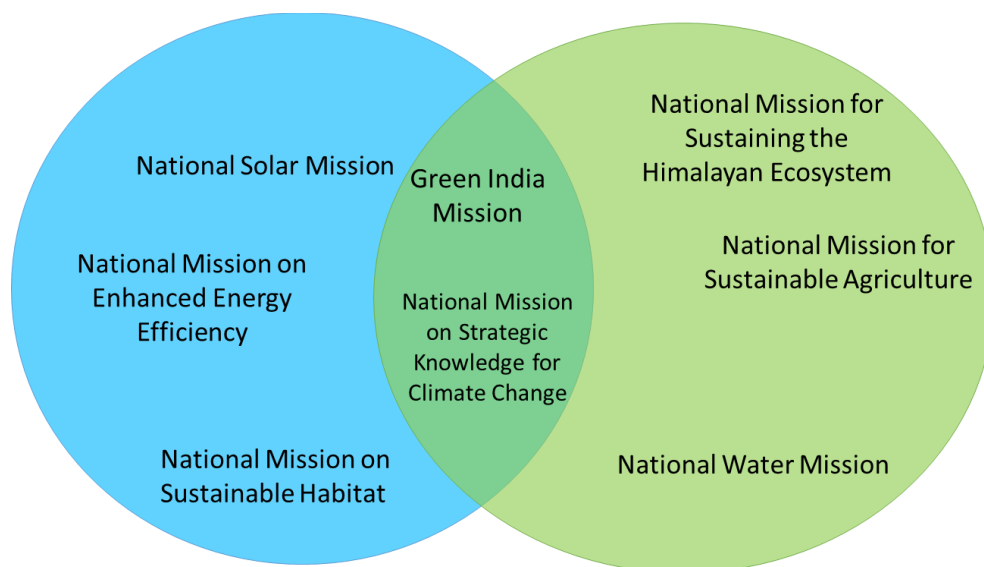 National Solar Mission
National Mission on
Enhanced Energy
Efficiency
National Mission on
Sustainable Habitat
Green India
Mission
National Mission
on Strategic
Knowledge for
Climate Change
National Mission for
Sustaining the
Himalayan Ecosystem
National Mission for
Sustainable Agriculture
National Water Mission